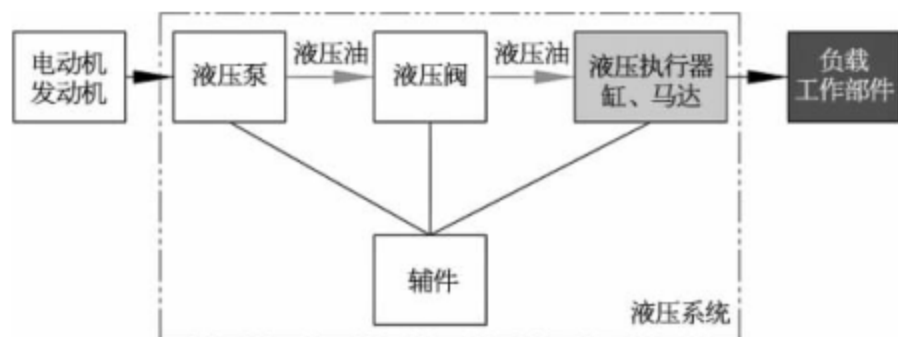 电动机
发动机
液压泵
液压油
液压阀
液压油
液压执行器
缸、马达
负载
工作部件
辅件
液压系统